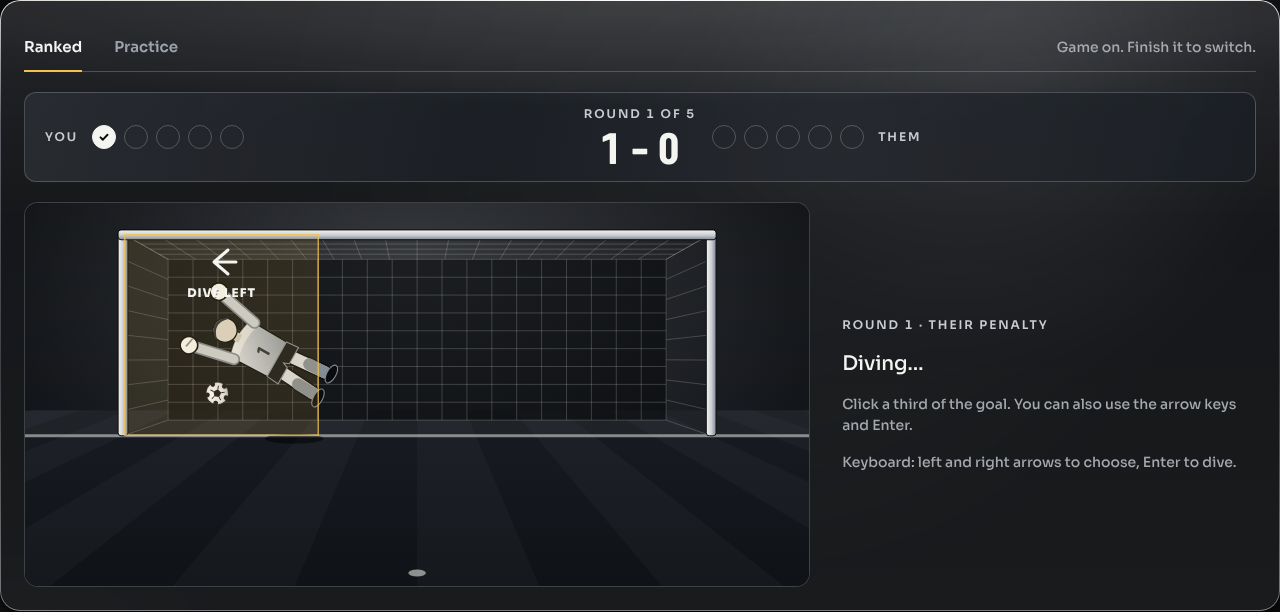 Ranked
Practice
Game on. Finish it to switch.
YOU
ROUND 1 OF 5
1 - 0
THEM
DIVE LEFT
1
ROUND 1 · THEIR PENALTY
Diving...
Click a third of the goal. You can also use the arrow keys
and Enter.
Keyboard: left and right arrows to choose, Enter to dive.